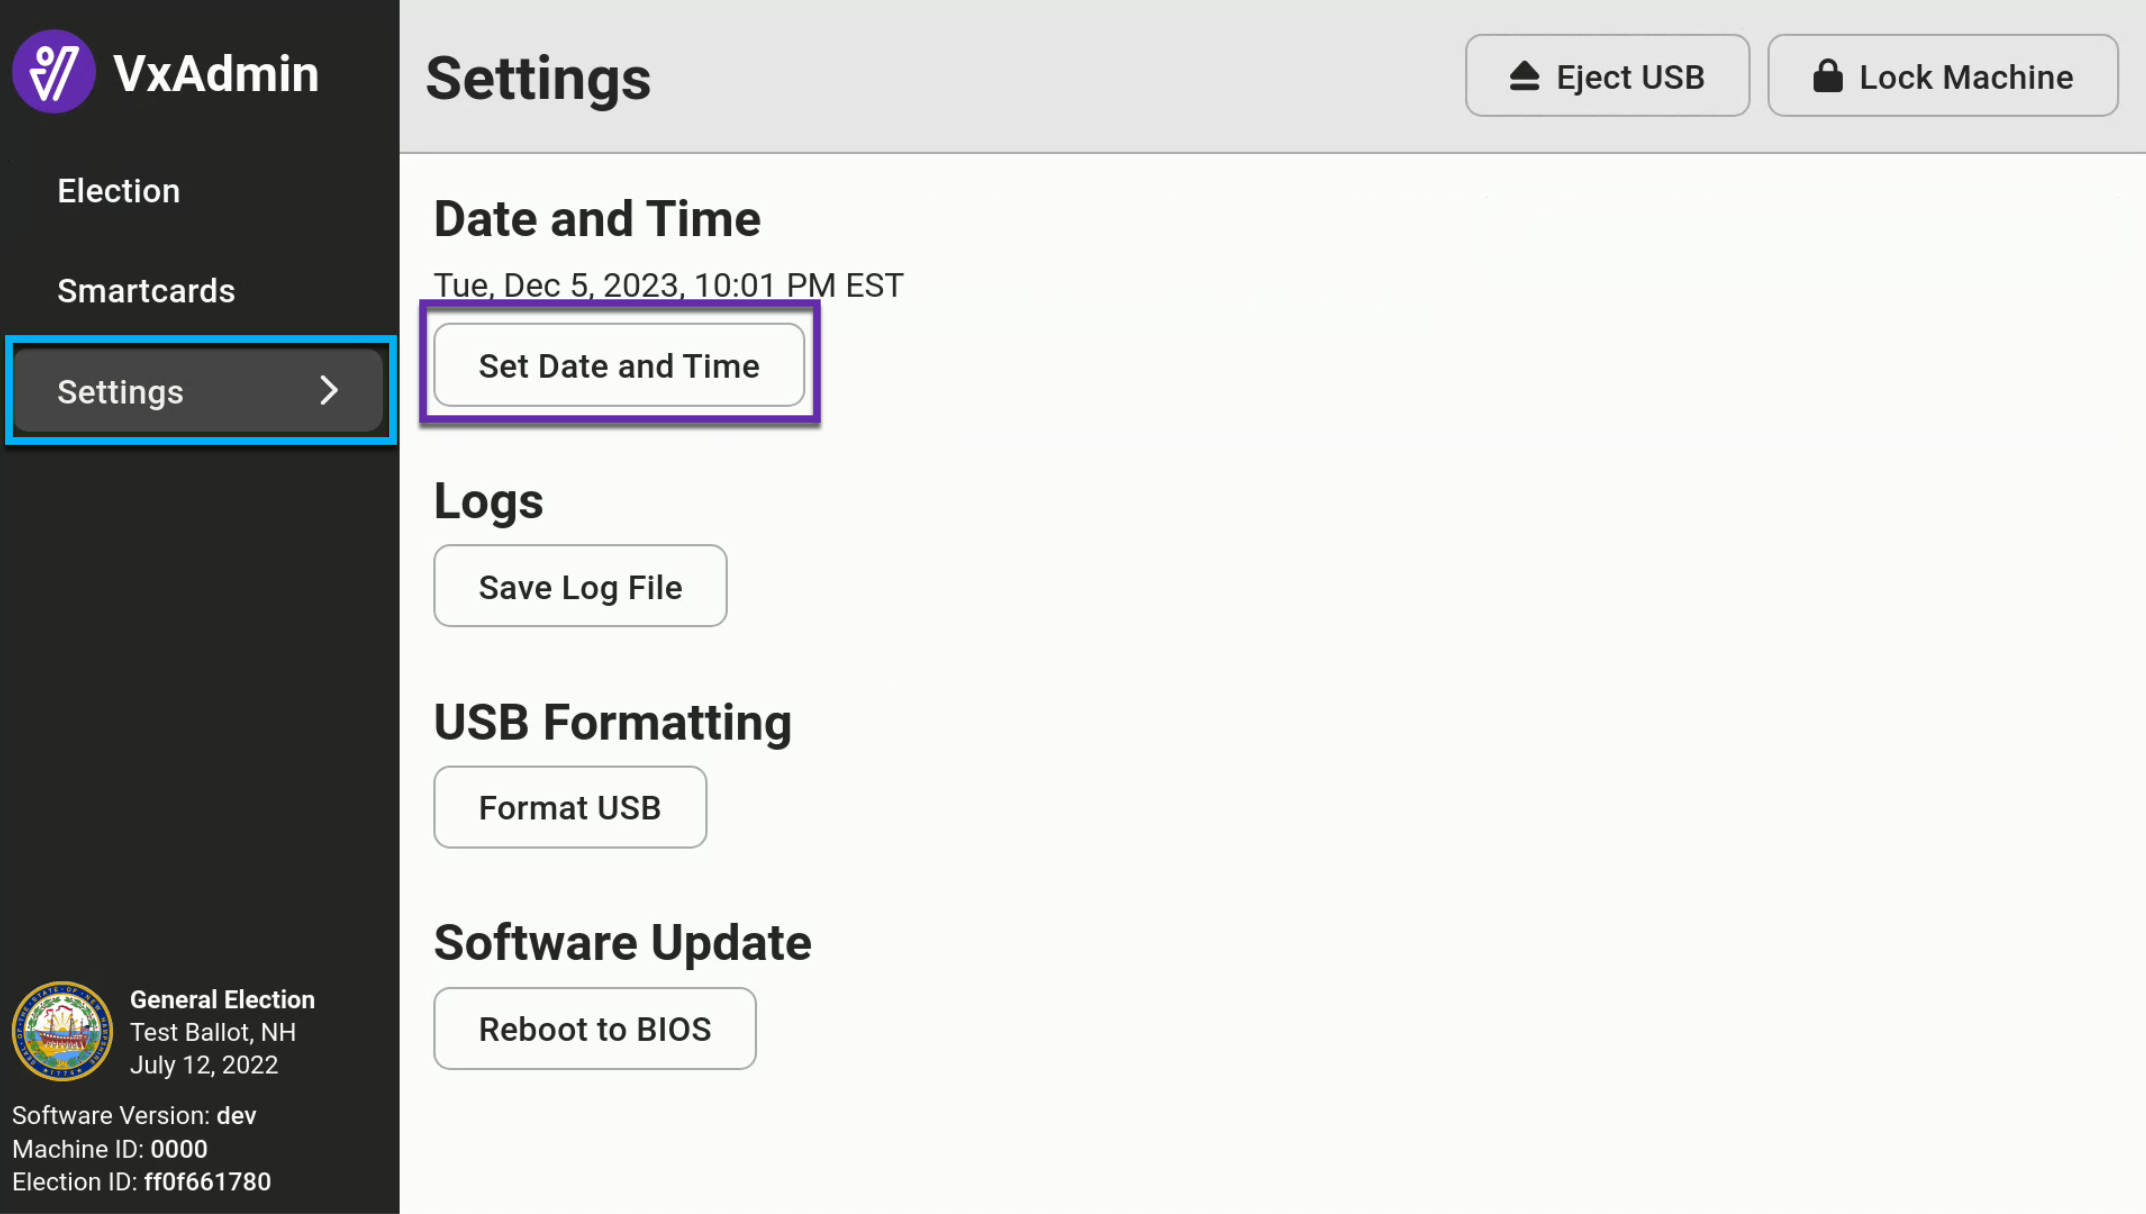 VxAdmin
Election
Smartcards
Settings
General Election
Test Ballot, NH
July 12, 2022
Software Version: dev
Machine ID: 0000
Election ID: ff0f661780
Settings
Eject USB
Lock Machine
Date and Time
Tue, Dec 5, 2023, 10:01 PM EST
Set Date and Time
Logs
Save Log File
USB Formatting
Format USB
Software Update
Reboot to BIOS